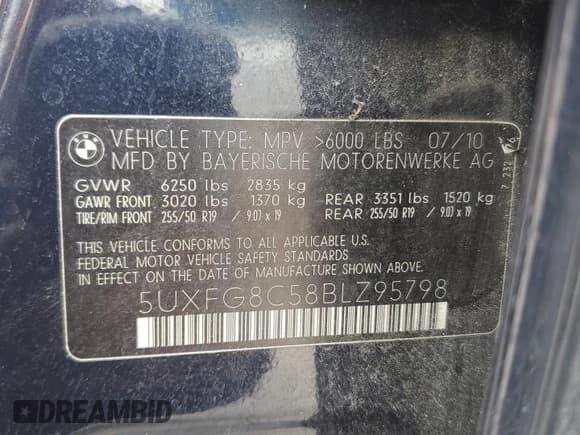 BMW
VEHICLE TYPE: MPV >6000 LBS 07/10
MFD BY BAYERISCHE MOTORENWERKE AG
GVWR 6250 lbs 2835 kg
GAWR FRONT 3020 lbs 1370 kg REAR 3351 lbs 1520 kg
TIRE/RIM FRONT 255/50 R19 / 9.0J x 19 REAR 255/50 R19 / 9.0J x 19
THIS VEHICLE CONFORMS TO ALL APPLICABLE U.S.
FEDERAL MOTOR VEHICLE SAFETY STANDARDS
IN EFFECT ON THE DATE OF MANUFACTURE SHOWN ABOVE.
5UXFG8C58BLZ95798
7 232
DREAMBID